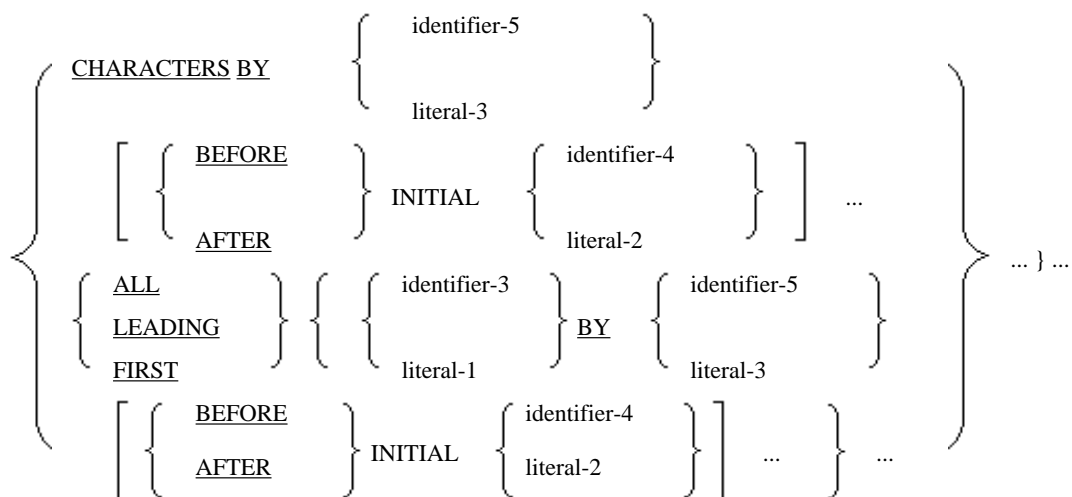 identifier-5
CHARACTERS BY
literal-3
BEFORE identifier-4
INITIAL ...
AFTER literal-2
... } ...
ALL identifier-3 identifier-5
LEADING BY
FIRST literal-1 literal-3
BEFORE identifier-4
INITIAL ... ...
AFTER literal-2